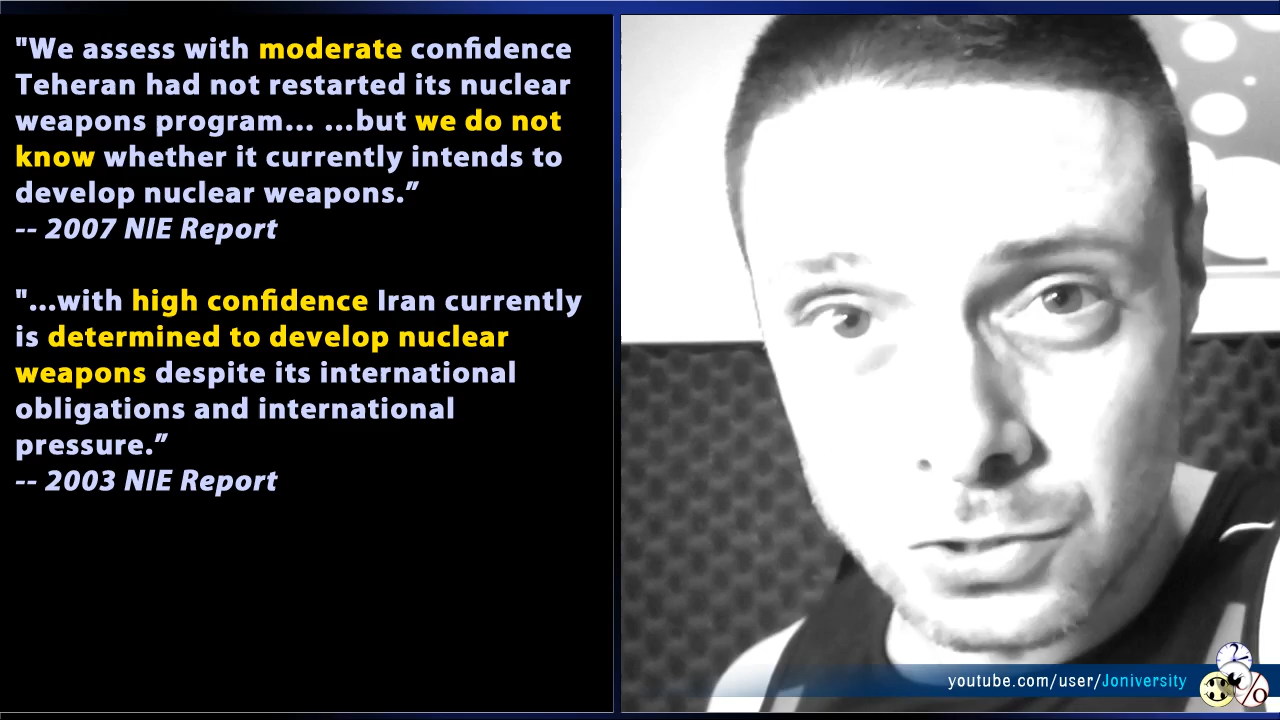 "We assess with moderate confidence
Teheran had not restarted its nuclear
weapons program... ...but we do not
know whether it currently intends to
develop nuclear weapons.”
-- 2007 NIE Report
"...with high confidence Iran currently
is determined to develop nuclear
weapons despite its international
obligations and international
pressure.”
-- 2003 NIE Report
youtube.com/user/Joniversity
?
%